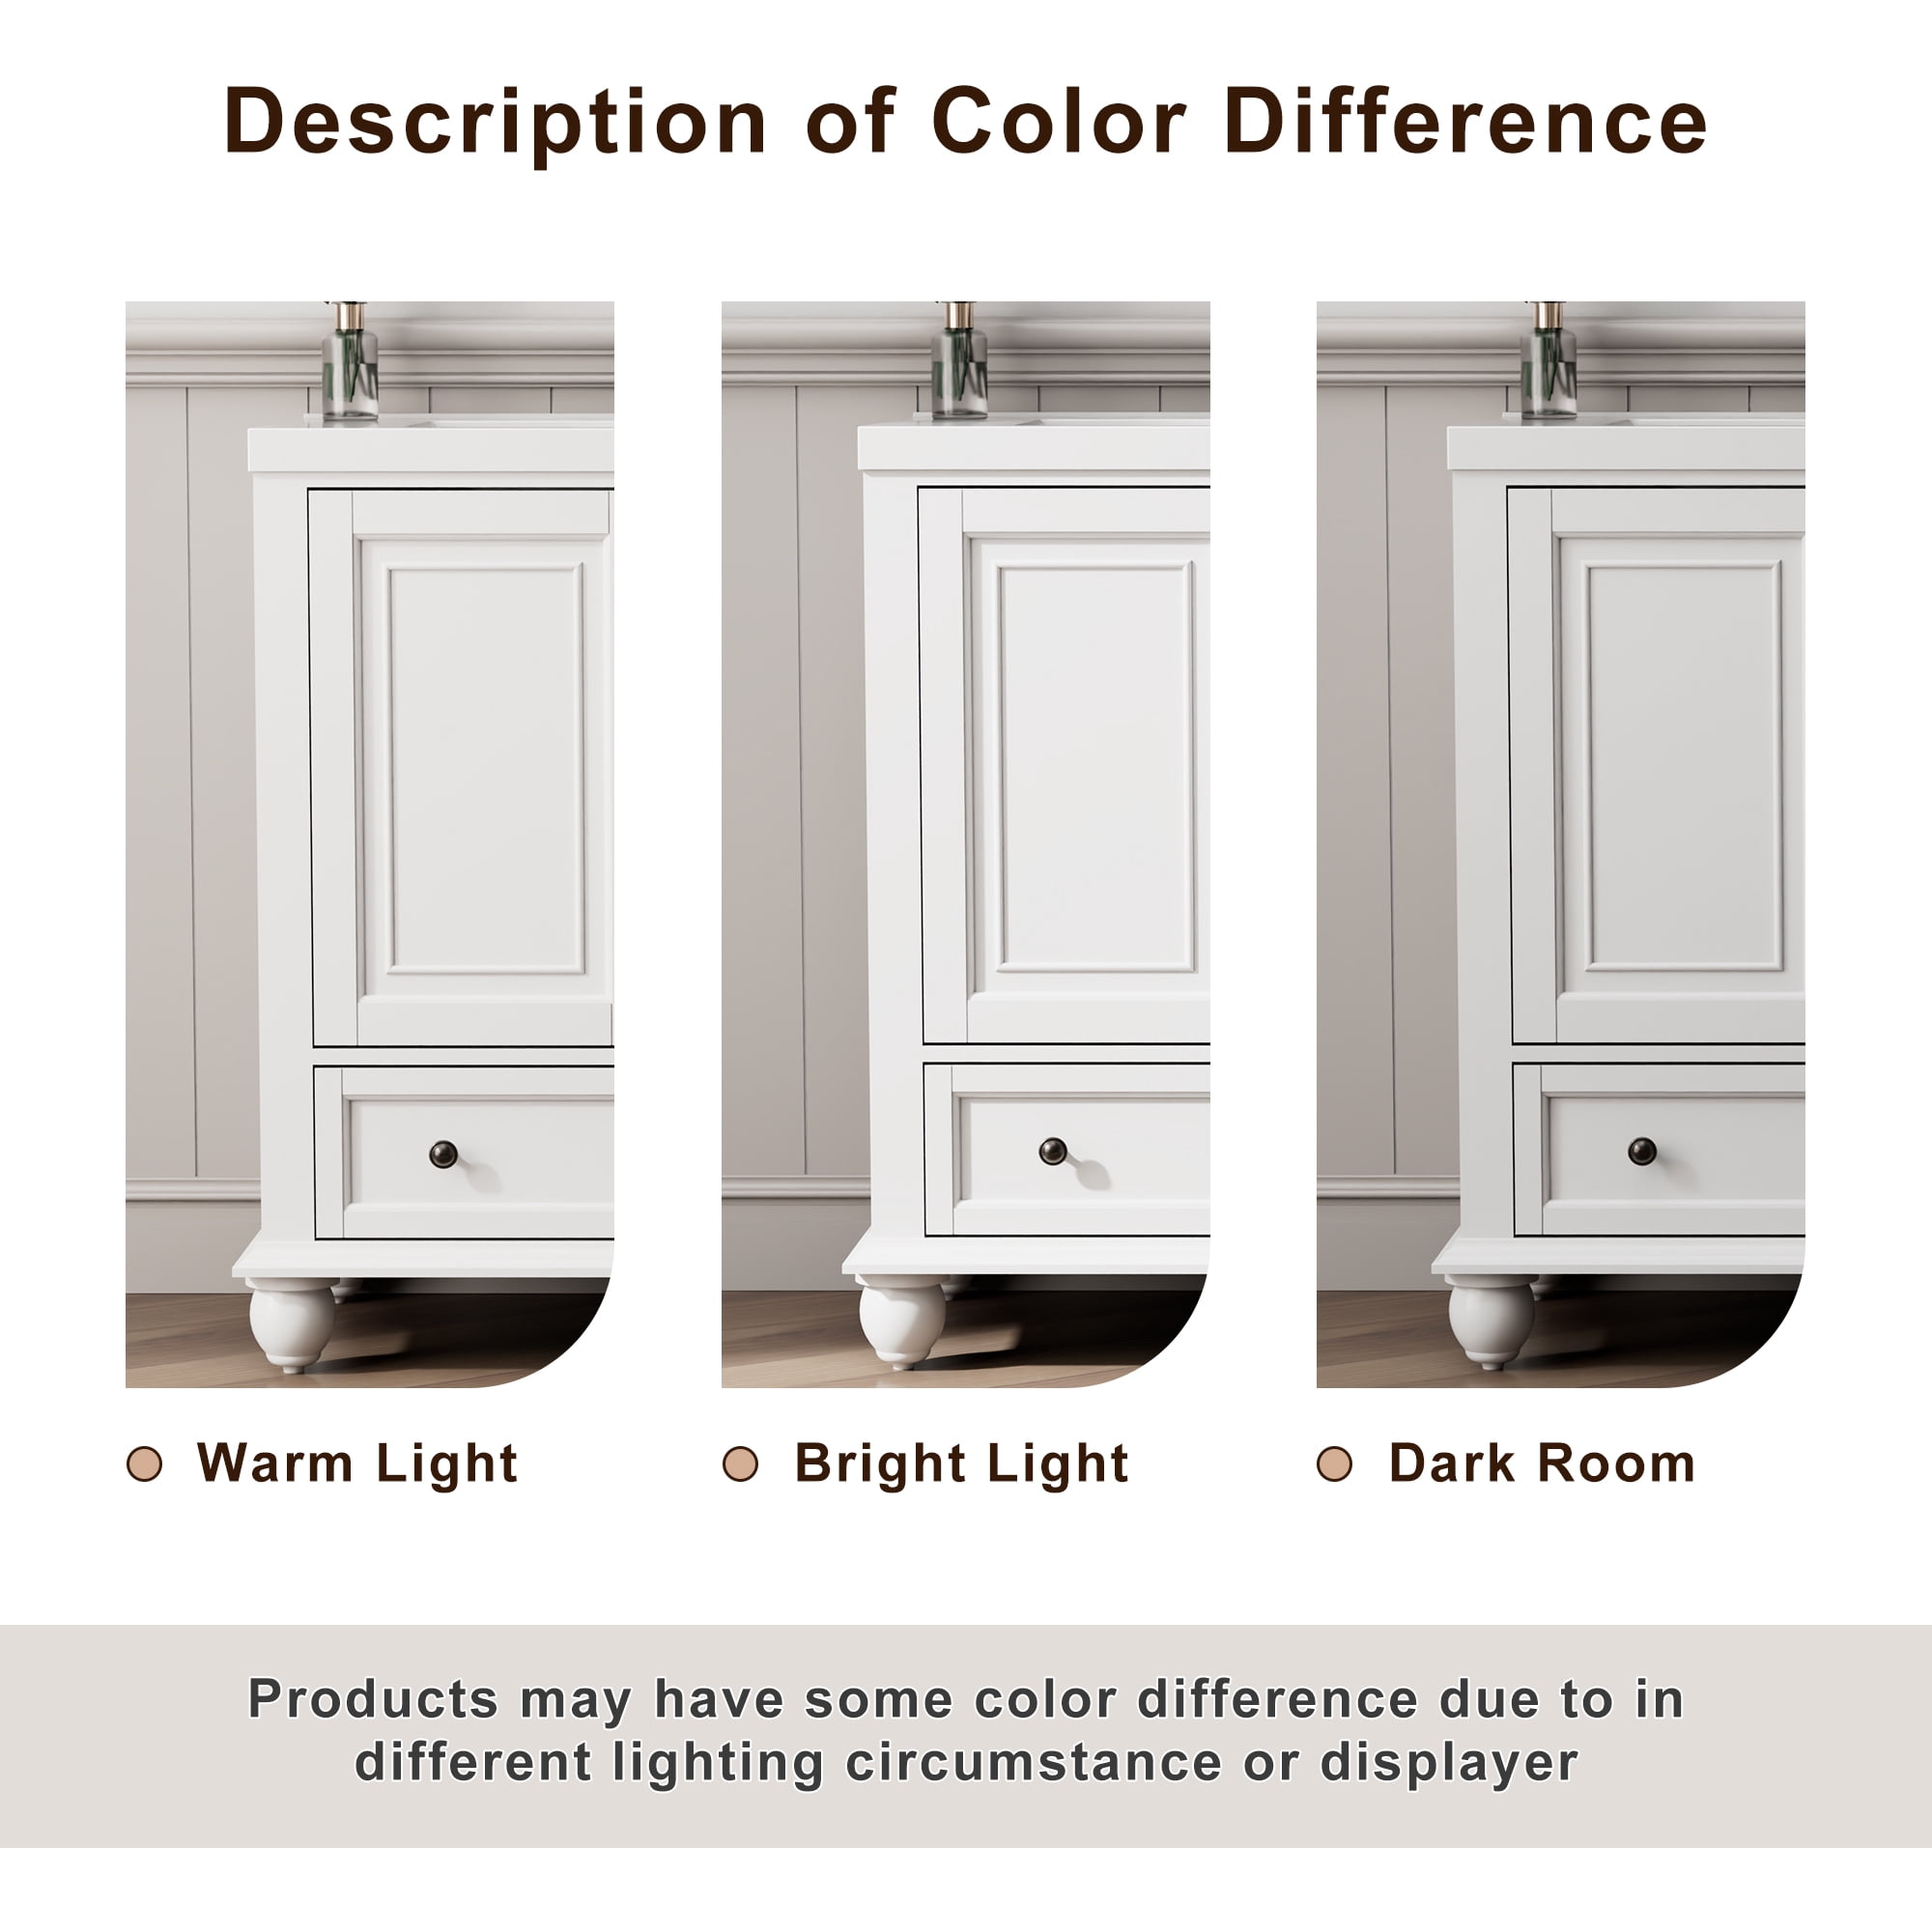 Description of Color Difference
Warm Light
Bright Light
Dark Room
Products may have some color difference due to in
different lighting circumstance or displayer